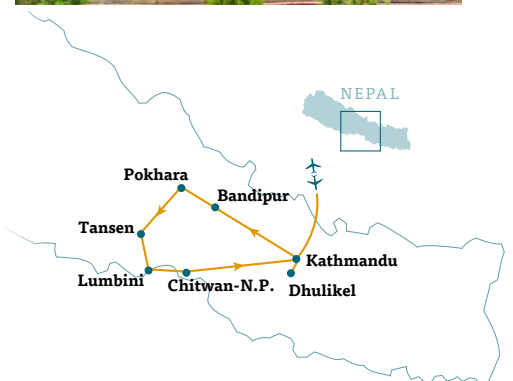 NEPAL
Pokhara
Bandipur
Tansen
Kathmandu
Lumbini
Chitwan-N.P.
Dhulikel